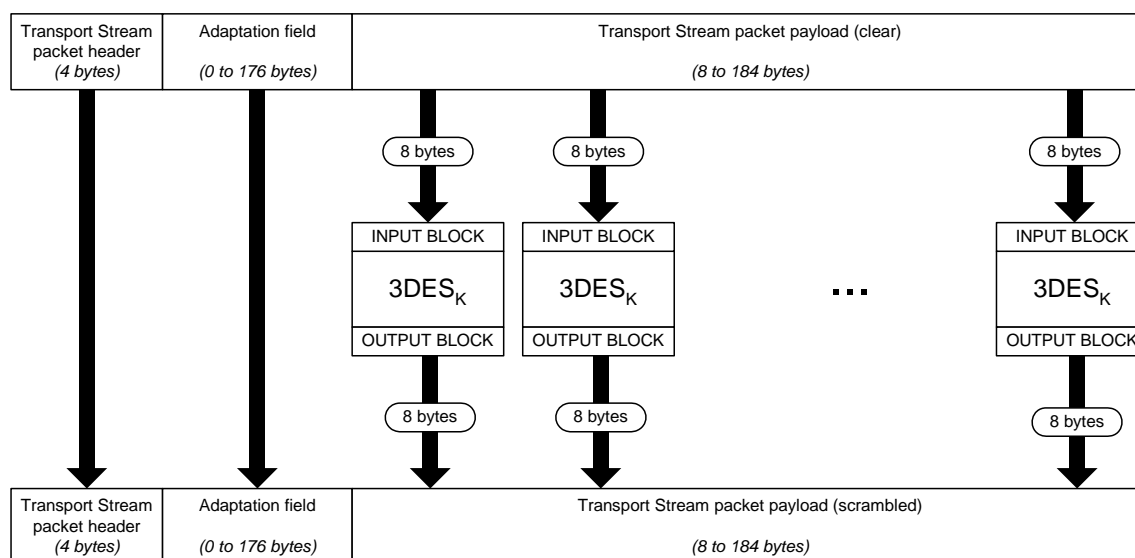 Transport Stream
packet header
(4 bytes)
Adaptation field
(0 to 176 bytes)
Transport Stream packet payload (clear)
(8 to 184 bytes)
8 bytes
8 bytes
8 bytes
INPUT BLOCK
INPUT BLOCK
INPUT BLOCK
3DESK
3DESK
...
3DESK
OUTPUT BLOCK
OUTPUT BLOCK
OUTPUT BLOCK
8 bytes
8 bytes
8 bytes
Transport Stream
packet header
(4 bytes)
Adaptation field
(0 to 176 bytes)
Transport Stream packet payload (scrambled)
(8 to 184 bytes)